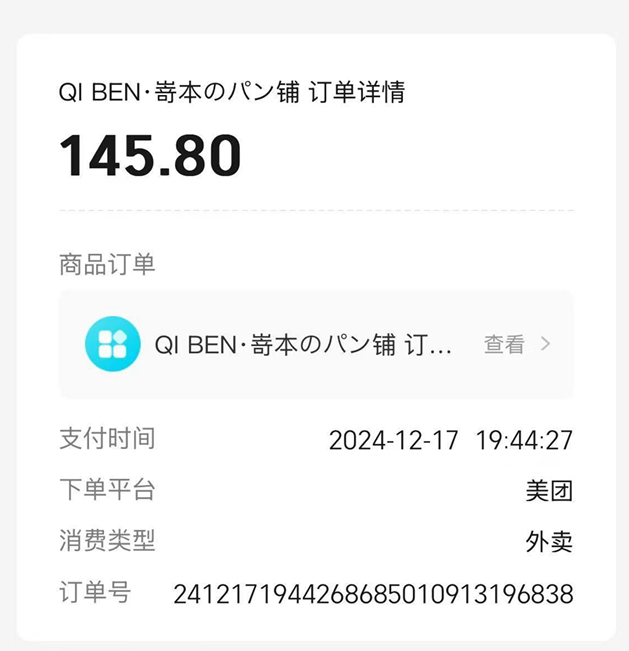 QI BEN·嵜本のパン铺 订单详情
145.80
商品订单
QI BEN·嵜本のパン铺 订... 查看
支付时间 2024-12-17 19:44:27
下单平台 美团
消费类型 外卖
订单号 2412171944268685010913196838